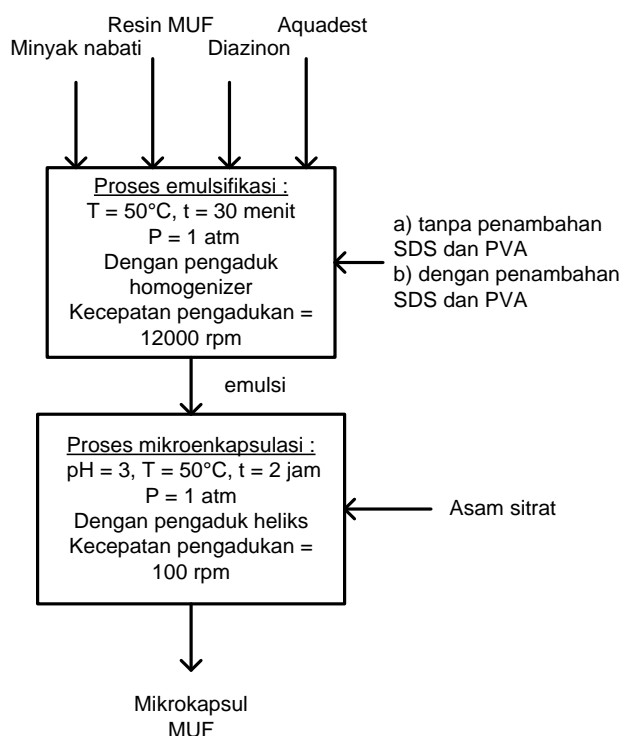 Resin MUF
Aquadest
Minyak nabati
Diazinon
Proses emulsifikasi :
T = 50°C, t = 30 menit
P = 1 atm
Dengan pengaduk
homogenizer
Kecepatan pengadukan =
12000 rpm
a) tanpa penambahan
SDS dan PVA
b) dengan penambahan
SDS dan PVA
emulsi
Proses mikroenkapsulasi :
pH = 3, T = 50°C, t = 2 jam
P = 1 atm
Dengan pengaduk heliks
Kecepatan pengadukan =
100 rpm
Asam sitrat
Mikrokapsul
MUF